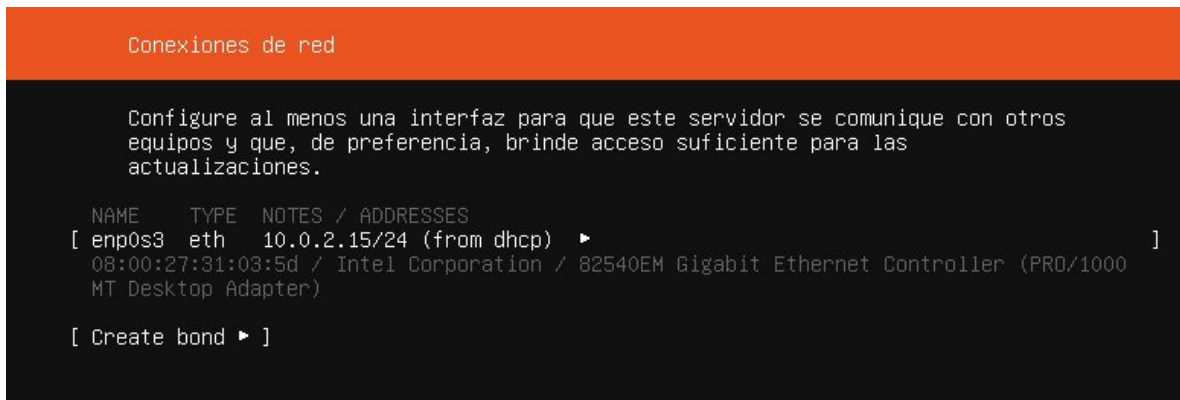 Conexiones de red
Configure al menos una interfaz para que este servidor se comunique con otros
equipos y que, de preferencia, brinde acceso suficiente para las
actualizaciones.
NAME TYPE NOTES / ADDRESSES
[ enp0s3 eth 10.0.2.15/24 (from dhcp) ▸ ]
08:00:27:31:03:5d / Intel Corporation / 82540EM Gigabit Ethernet Controller (PRO/1000
MT Desktop Adapter)
[ Create bond ▸ ]